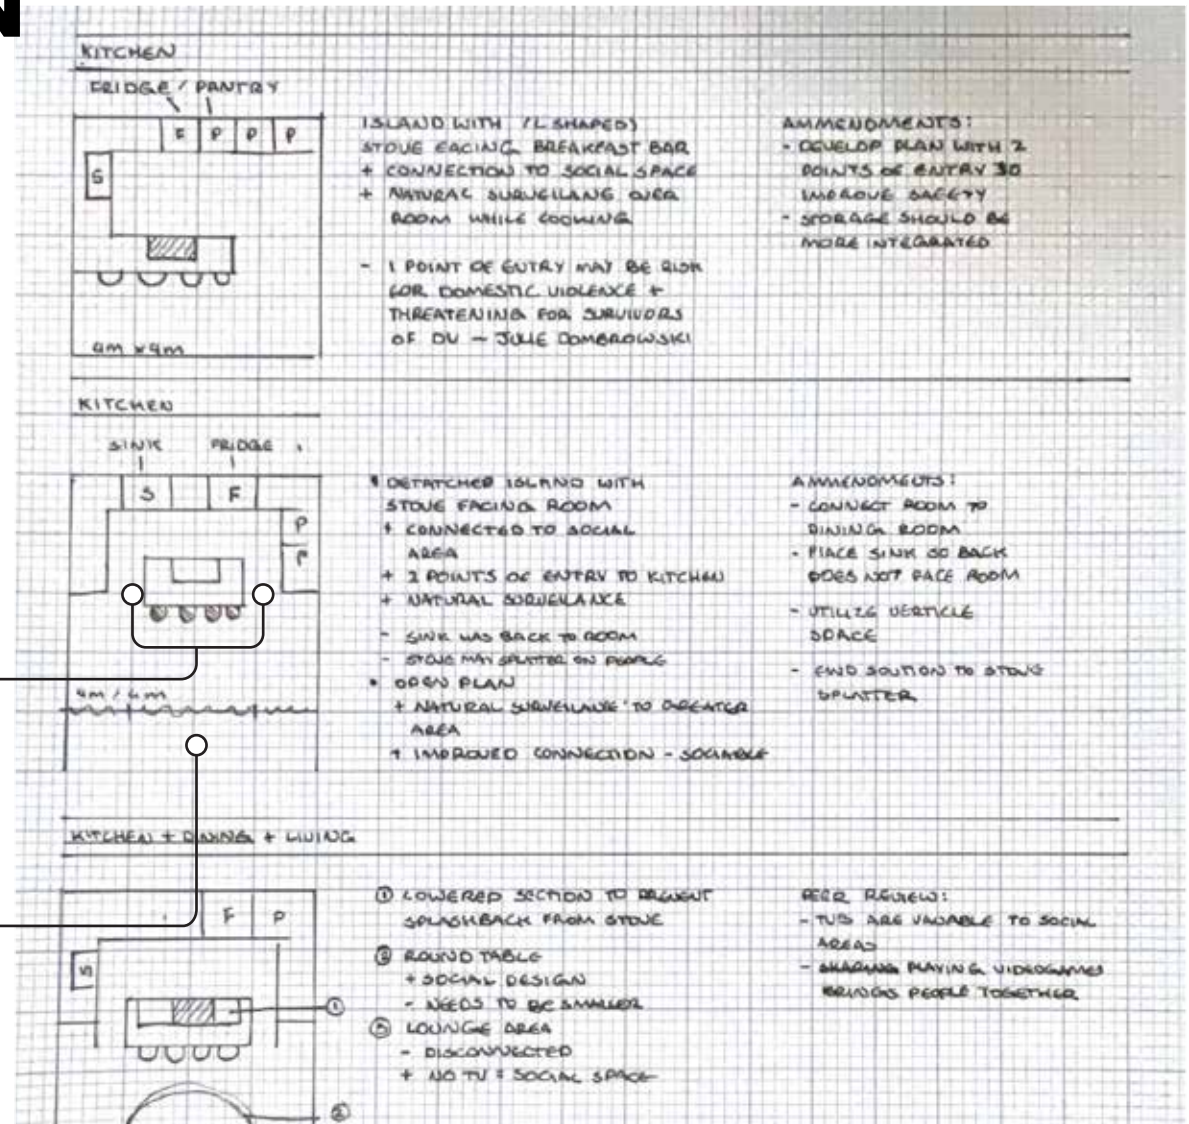 N
KITCHEN
FRIDGE / PANTRY
F P P P
S
4m x 4m
ISLAND WITH / (L SHAPED)
STOVE FACING BREAKFAST BAR
+ CONNECTION TO SOCIAL SPACE
+ NATURAL SURVEILANCE OVER
ROOM WHILE COOKING
- 1 POINT OF ENTRY MAY BE RISK
FOR DOMESTIC VIOLENCE +
THREATENING FOR SURVIVORS
OF DV - JULIE DOMBROWSKI
AMMENDMENTS:
- DEVELOP PLAN WITH 2
POINTS OF ENTRY SO
IMPROVE SAFETY
- STORAGE SHOULD BE
MORE INTEGRATED
KITCHEN
SINK FRIDGE
S F
P
P
4m / 4m
• DETATCHED ISLAND WITH
STOVE FACING ROOM
+ CONNECTED TO SOCIAL
AREA
+ 2 POINTS OF ENTRY TO KITCHEN
+ NATURAL SURVEILANCE
- SINK HAS BACK TO ROOM
- STOVE MAY SPLATTER ON PEOPLE
• OPEN PLAN
+ NATURAL SURVEILANCE TO GREATER
AREA
+ IMPROVED CONNECTION - SOCIABLE
AMMENDMENTS:
- CONNECT ROOM TO
DINING ROOM
- PLACE SINK SO BACK
DOES NOT FACE ROOM
- UTILIZE VERTICLE
SPACE
- FIND SOUTION TO STOVE
SPLATTER
KITCHEN + DINING + LIVING
F P
S
①
②
① LOWERED SECTION TO PREVENT
SPLASHBACK FROM STOVE
② ROUND TABLE
+ SOCIAL DESIGN
- NEEDS TO BE SMALLER
③ LOUNGE AREA
- DISCONNECTED
+ NO TV = SOCIAL SPACE
PEER REVIEW:
- TVS ARE VALUABLE TO SOCIAL
AREAS
- PLAYING VIDEOGAMES
BRINGS PEOPLE TOGETHER